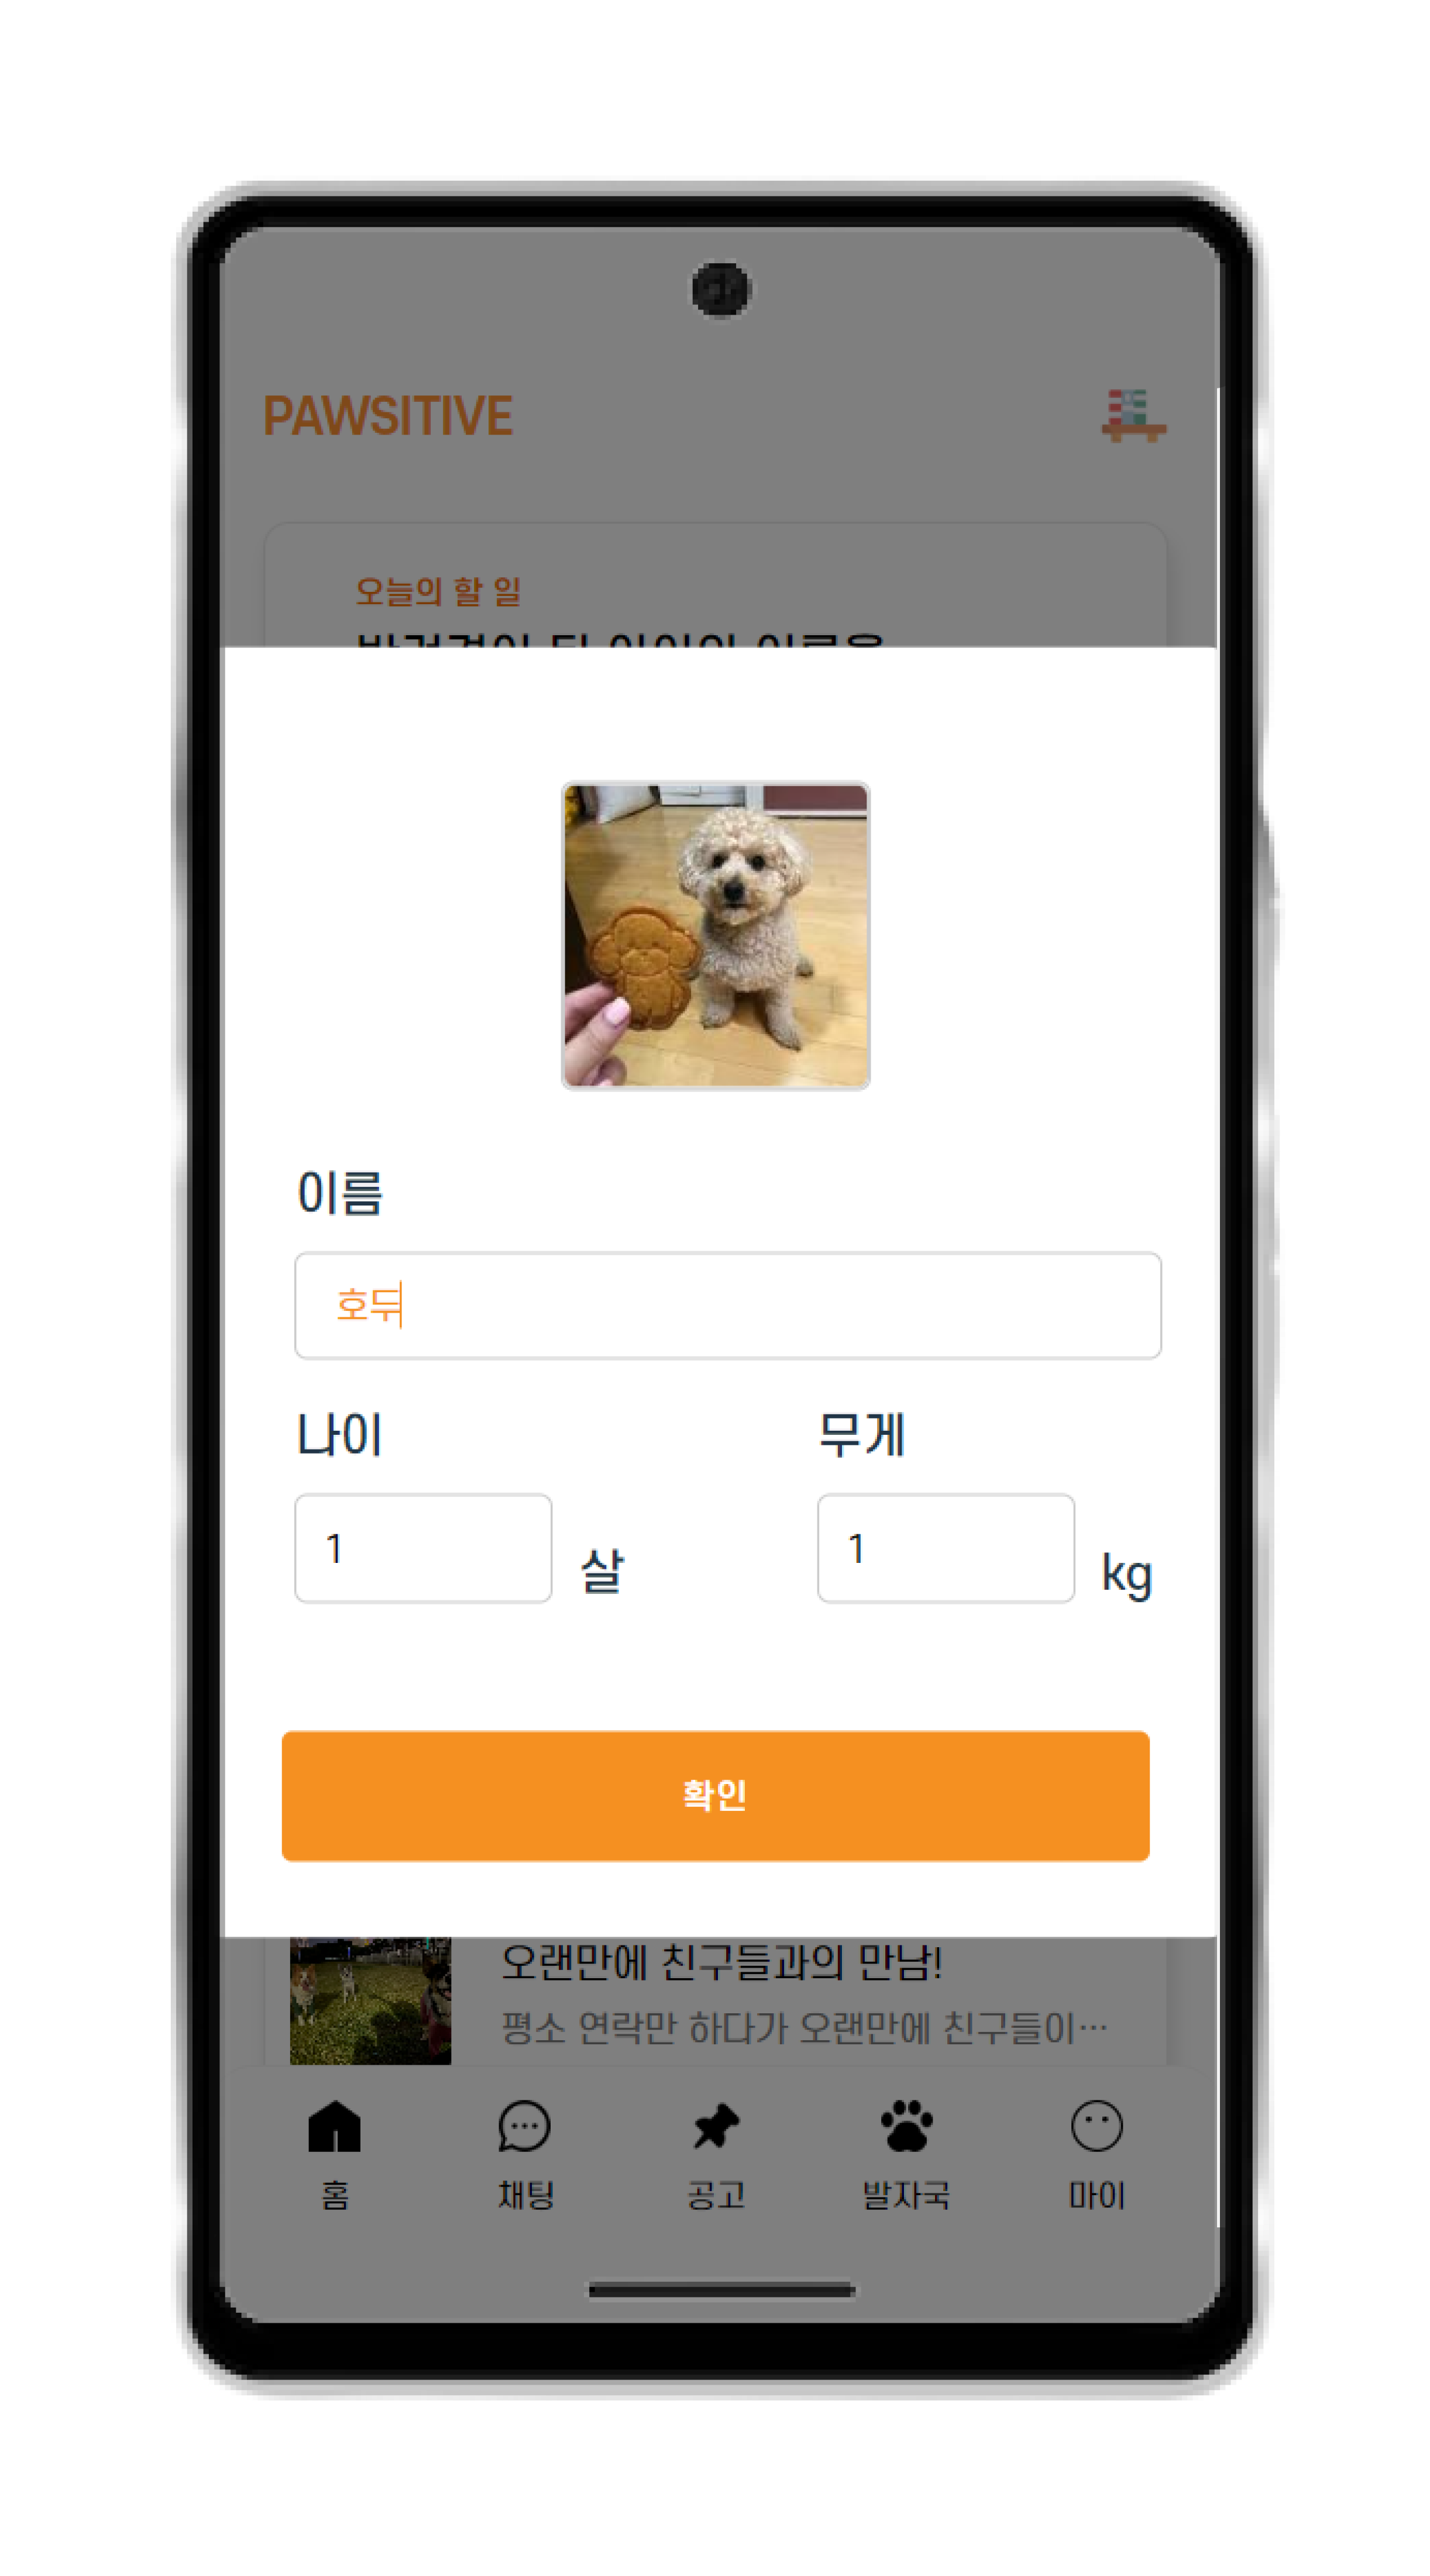 PAWSITIVE
오늘의 할 일
이름
호두
나이
무게
1 살
1 kg
확인
오랜만에 친구들과의 만남!
평소 연락만 하다가 오랜만에 친구들이…
홈
채팅
공고
발자국
마이